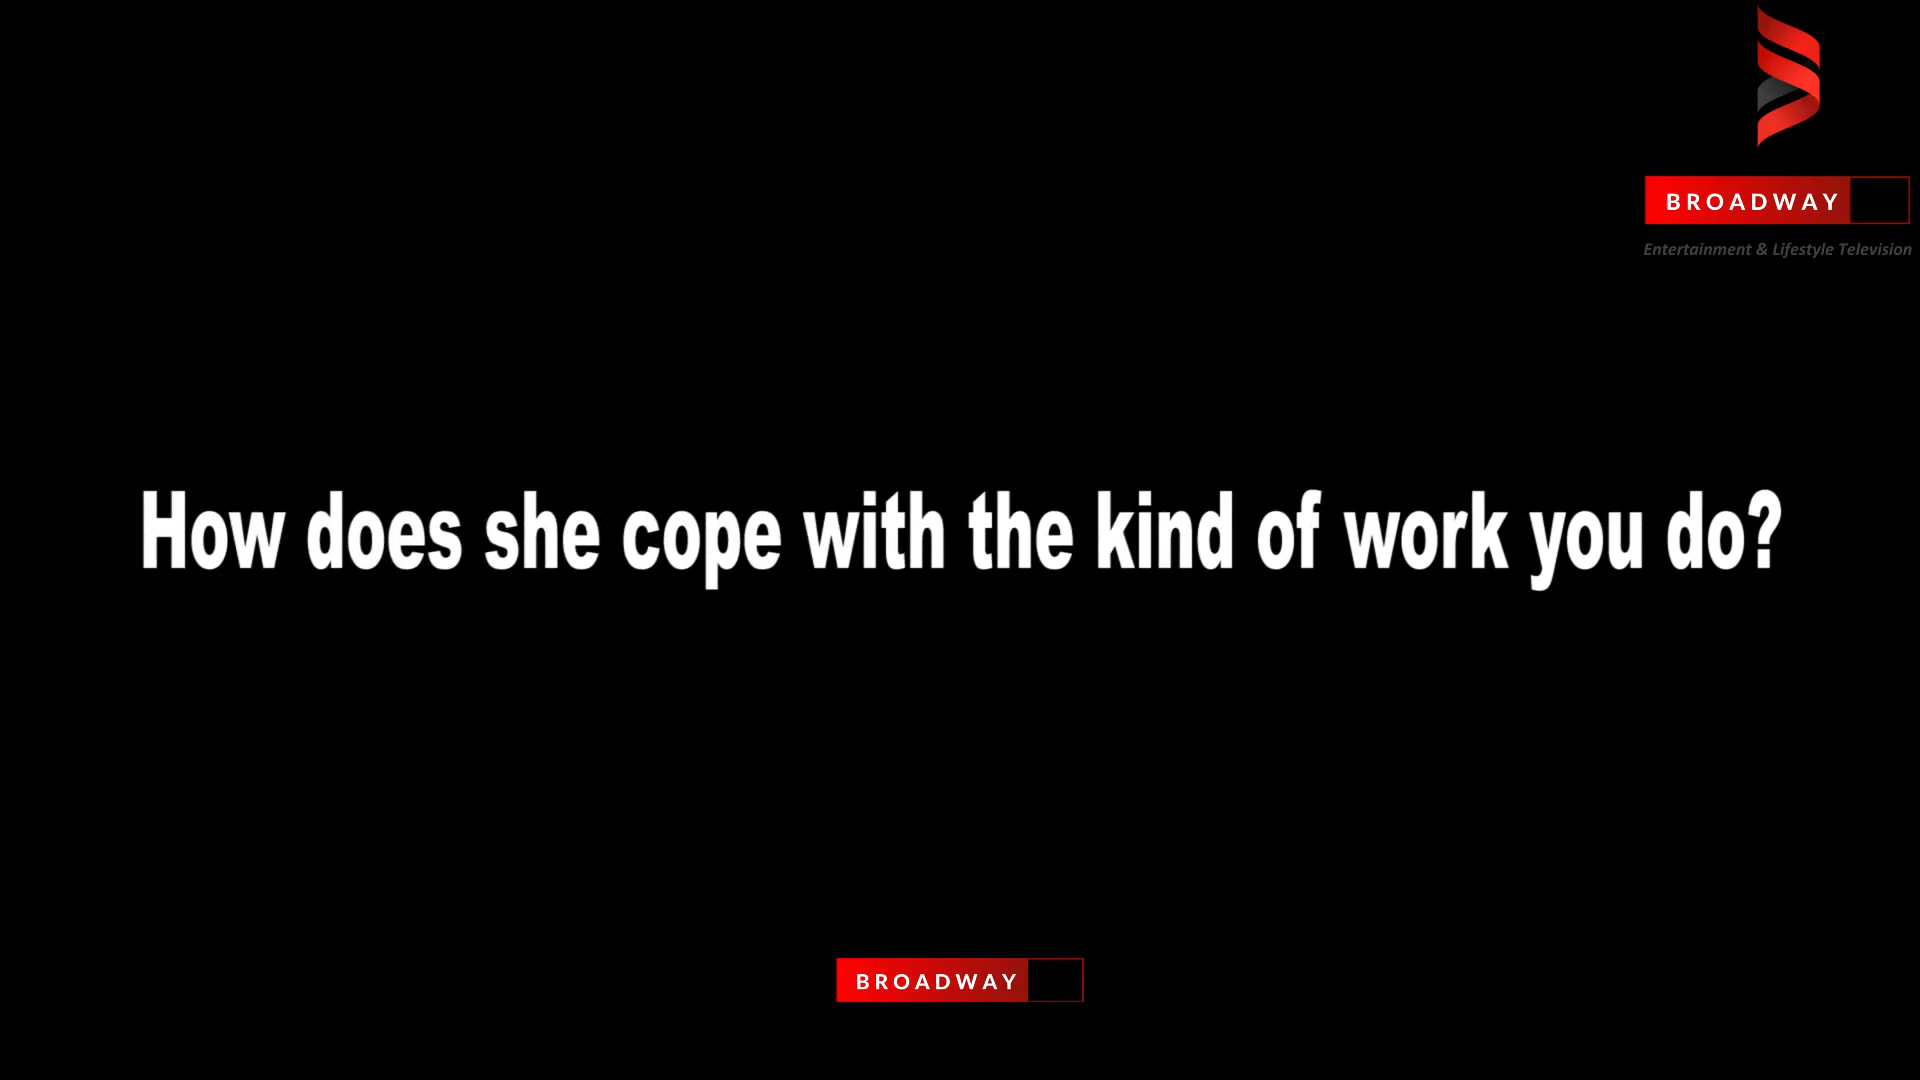 BROADWAY
Entertainment & Lifestyle Television
How does she cope with the kind of work you do?
BROADWAY